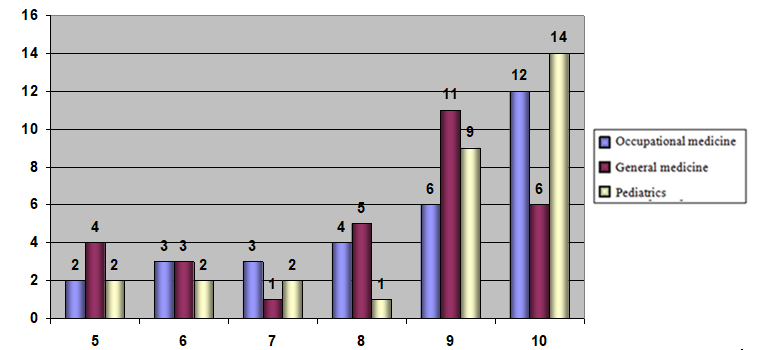 16
14
12
10
8
6
4
2
0
2 4 2
3 3 2
3 1 2
4 5 1
6 11 9
12 6 14
5 6 7 8 9 10
Occupational medicine
General medicine
Pediatrics